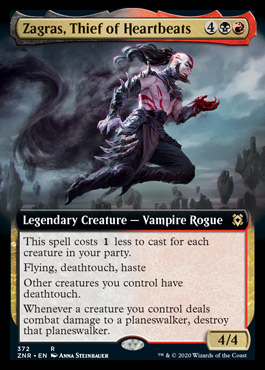 Zagras, Thief of Heartbeats 4
Legendary Creature — Vampire Rogue
This spell costs 1 less to cast for each
creature in your party.
Flying, deathtouch, haste
Other creatures you control have
deathtouch.
Whenever a creature you control deals
combat damage to a planeswalker, destroy
that planeswalker.
4/4
372 R
ZNR • EN Anna Steinbauer
™ & © 2020 Wizards of the Coast